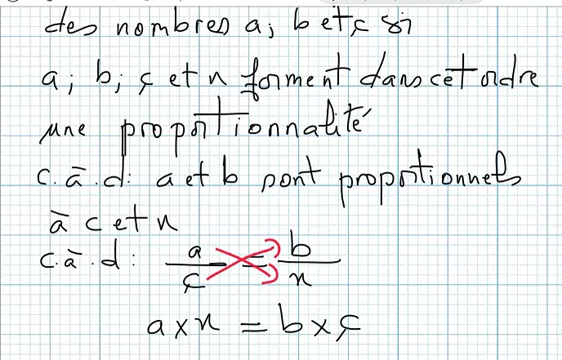 des nombres a; b et ç si
a; b; ç et n forment dans cet ordre
une proportionnalité
c.à.d: a et b sont proportionnels
à c et n
c.à.d: a/ç = b/n
a x n = b x ç